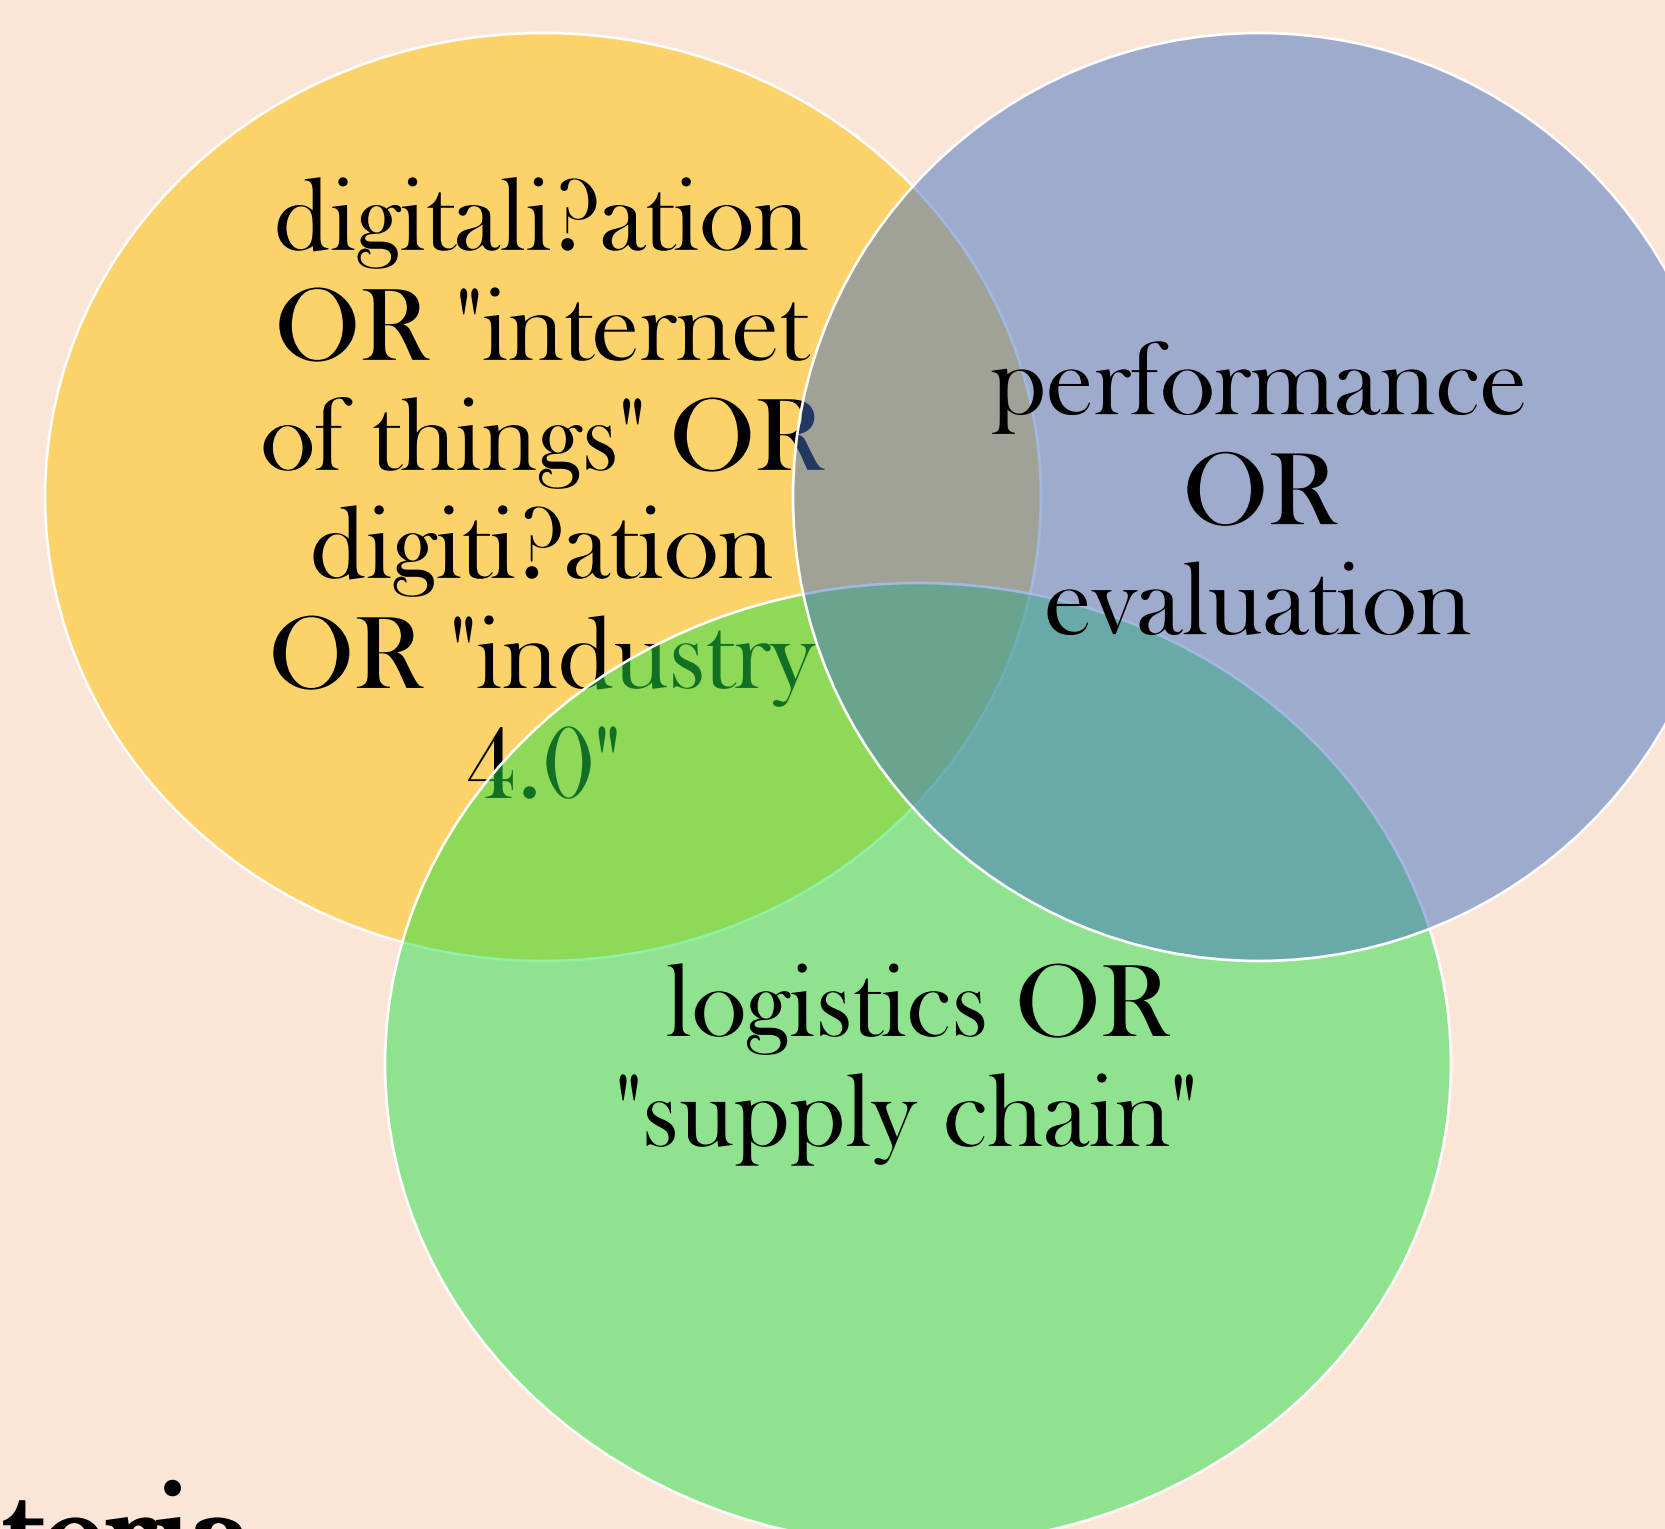 digitali?ation
OR "internet
of things" OR
digiti?ation
OR "industry
4.0"
performance
OR
evaluation
logistics OR
"supply chain"